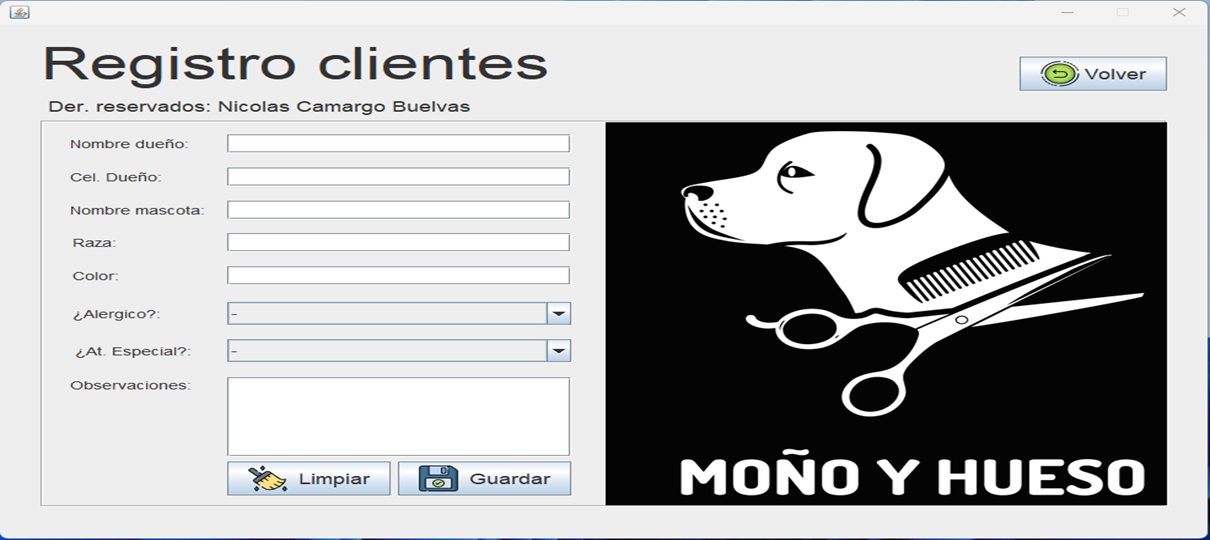 Registro clientes
Volver
Der. reservados: Nicolas Camargo Buelvas
Nombre dueño:
Cel. Dueño:
Nombre mascota:
Raza:
Color:
¿Alergico?:
-
¿At. Especial?:
-
Observaciones:
Limpiar
Guardar
MOÑO Y HUESO